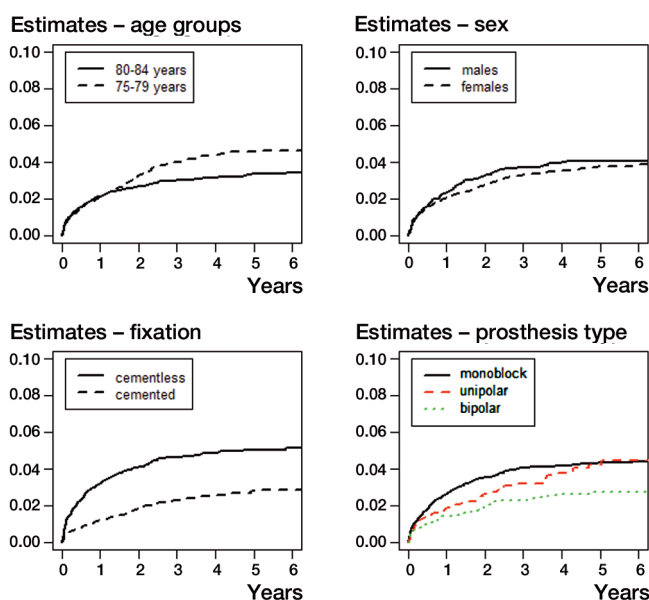 Estimates – age groups
0.10
0.08
0.06
0.04
0.02
0.00
80-84 years
75-79 years
0 1 2 3 4 5 6
Years
Estimates – sex
0.10
0.08
0.06
0.04
0.02
0.00
males
females
0 1 2 3 4 5 6
Years
Estimates – fixation
0.10
0.08
0.06
0.04
0.02
0.00
cementless
cemented
0 1 2 3 4 5 6
Years
Estimates – prosthesis type
0.10
0.08
0.06
0.04
0.02
0.00
monoblock
unipolar
bipolar
0 1 2 3 4 5 6
Years